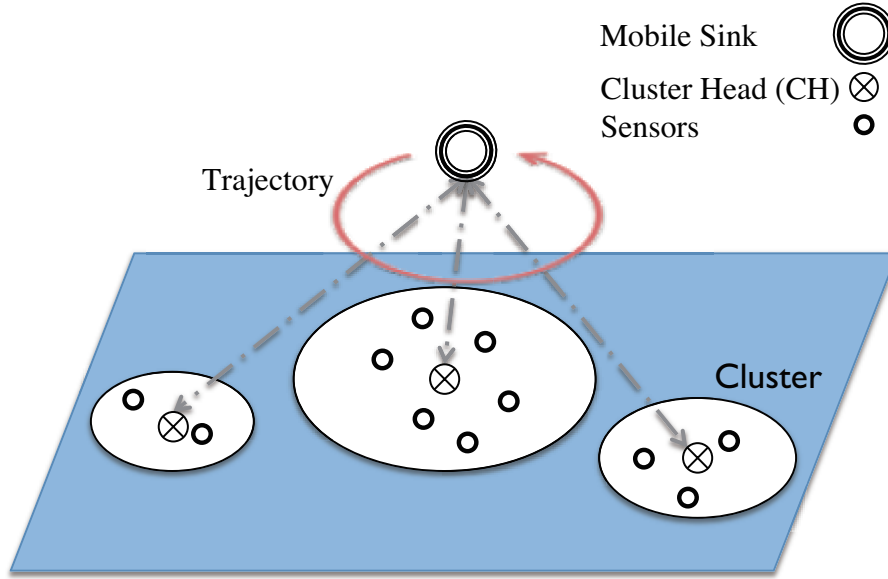 Mobile Sink
Cluster Head (CH)
Sensors
Trajectory
Cluster